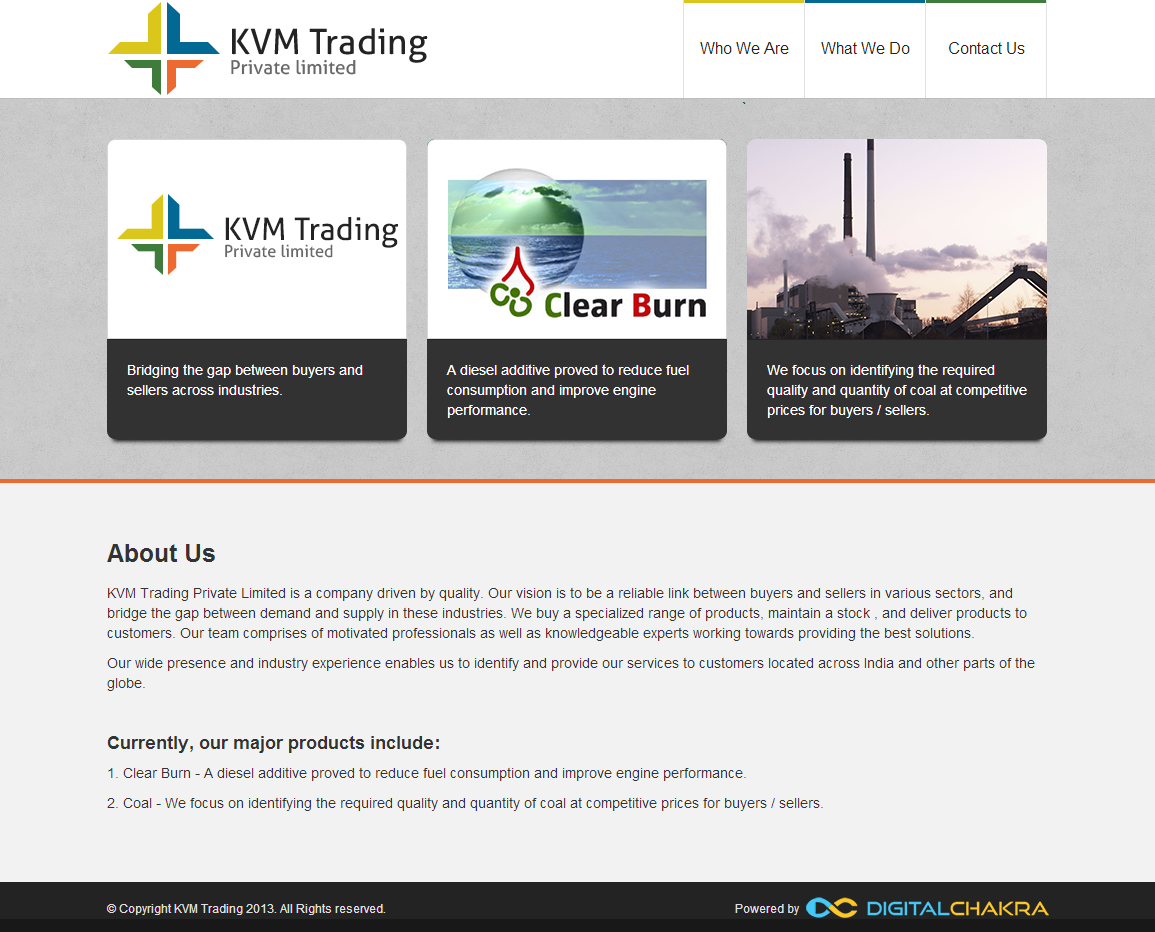 KVM Trading
Private limited
Who We Are
What We Do
Contact Us
KVM Trading
Private limited
Clear Burn
Bridging the gap between buyers and
sellers across industries.
A diesel additive proved to reduce fuel
consumption and improve engine
performance.
We focus on identifying the required
quality and quantity of coal at competitive
prices for buyers / sellers.
About Us
KVM Trading Private Limited is a company driven by quality. Our vision is to be a reliable link between buyers and sellers in various sectors, and
bridge the gap between demand and supply in these industries. We buy a specialized range of products, maintain a stock , and deliver products to
customers. Our team comprises of motivated professionals as well as knowledgeable experts working towards providing the best solutions.
Our wide presence and industry experience enables us to identify and provide our services to customers located across India and other parts of the
globe.
Currently, our major products include:
1. Clear Burn - A diesel additive proved to reduce fuel consumption and improve engine performance.
2. Coal - We focus on identifying the required quality and quantity of coal at competitive prices for buyers / sellers.
© Copyright KVM Trading 2013. All Rights reserved.
Powered by DIGITALCHAKRA